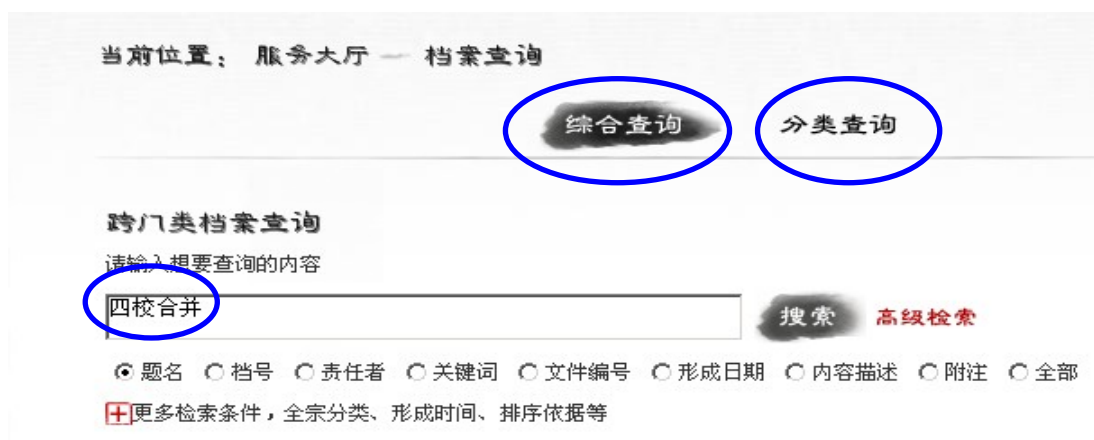 当前位置： 服务大厅 — 档案查询
综合查询 分类查询
跨门类档案查询
请输入想要查询的内容
四校合并 搜索 高级检索
题名 档号 责任者 关键词 文件编号 形成日期 内容描述 附注 全部
更多检索条件，全宗分类、形成时间、排序依据等